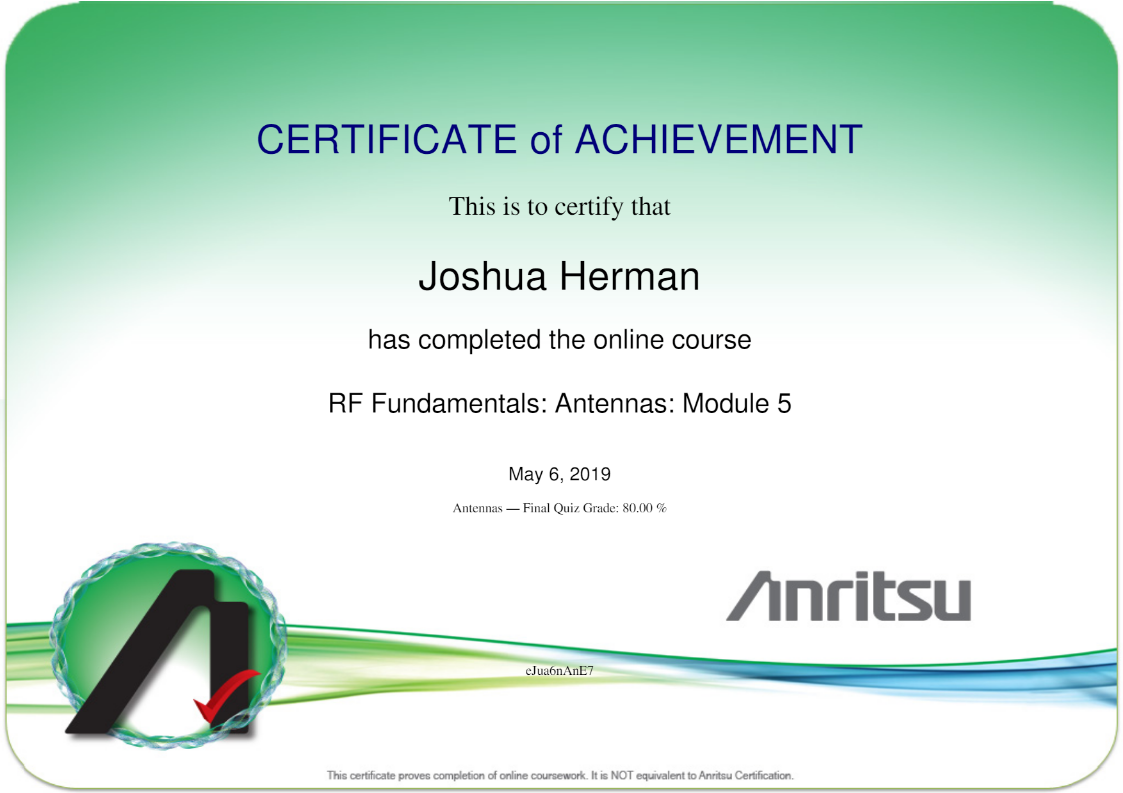 CERTIFICATE of ACHIEVEMENT
This is to certify that
Joshua Herman
has completed the online course
RF Fundamentals: Antennas: Module 5
May 6, 2019
Antennas — Final Quiz Grade: 80.00 %
Anritsu
eJua6nAnE7
This certificate proves completion of online coursework. It is NOT equivalent to Anritsu Certification.